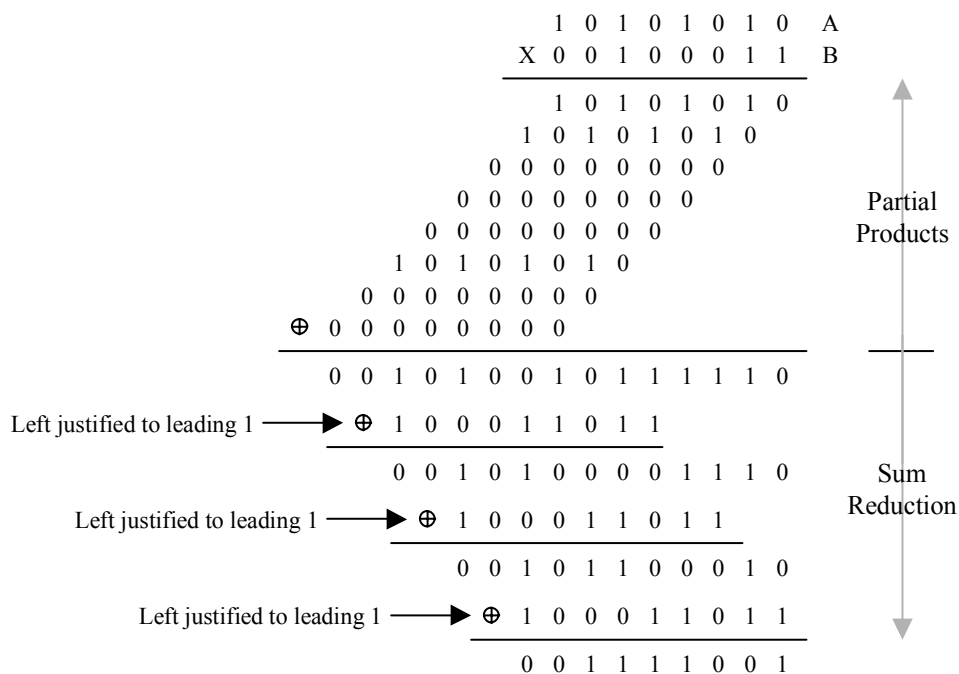 1 0 1 0 1 0 1 0 A
X 0 0 1 0 0 0 1 1 B
1 0 1 0 1 0 1 0
1 0 1 0 1 0 1 0
0 0 0 0 0 0 0 0
0 0 0 0 0 0 0 0
0 0 0 0 0 0 0 0
1 0 1 0 1 0 1 0
0 0 0 0 0 0 0 0
⊕ 0 0 0 0 0 0 0 0
Partial
Products
0 0 1 0 1 0 0 1 0 1 1 1 1 1 0
Left justified to leading 1 ⊕ 1 0 0 0 1 1 0 1 1
0 0 1 0 1 0 0 0 0 1 1 1 0
Left justified to leading 1 ⊕ 1 0 0 0 1 1 0 1 1
0 0 1 0 1 1 0 0 0 1 0
Left justified to leading 1 ⊕ 1 0 0 0 1 1 0 1 1
0 0 1 1 1 1 0 0 1
Sum
Reduction